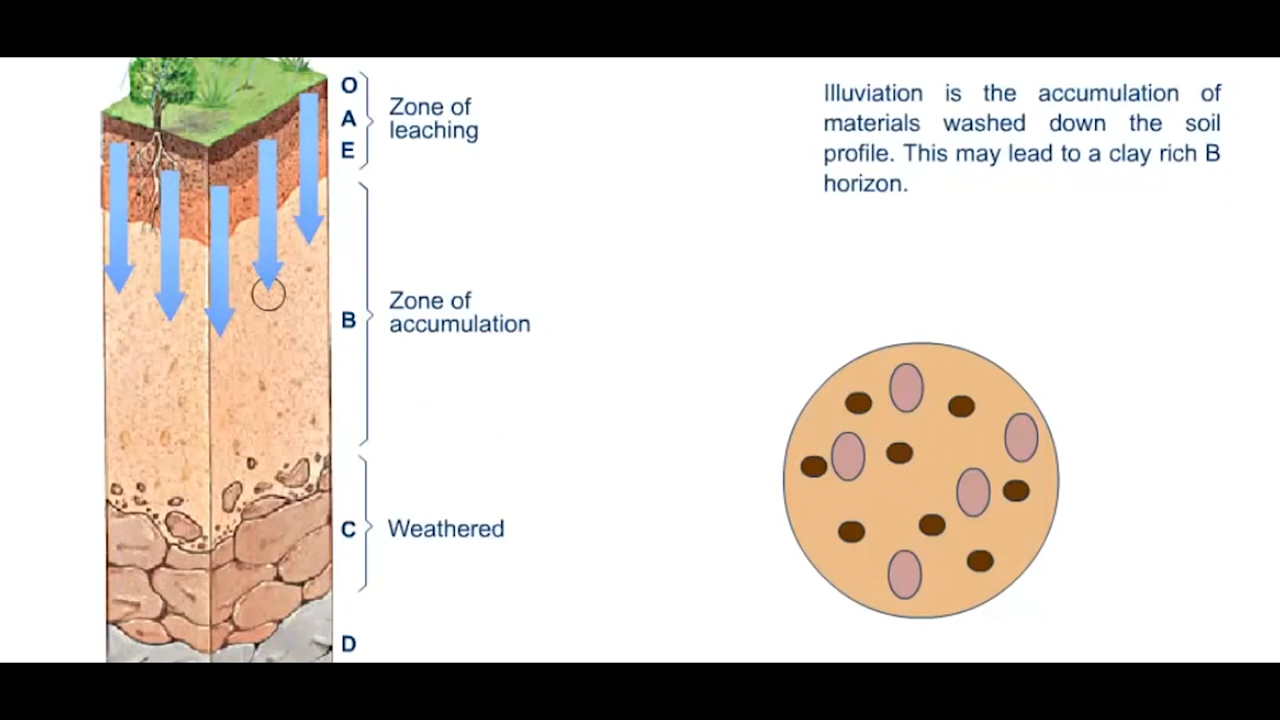 O
A
E
Zone of
leaching
B
Zone of
accumulation
C
Weathered
D
Illuviation is the accumulation of
materials washed down the soil
profile. This may lead to a clay rich B
horizon.